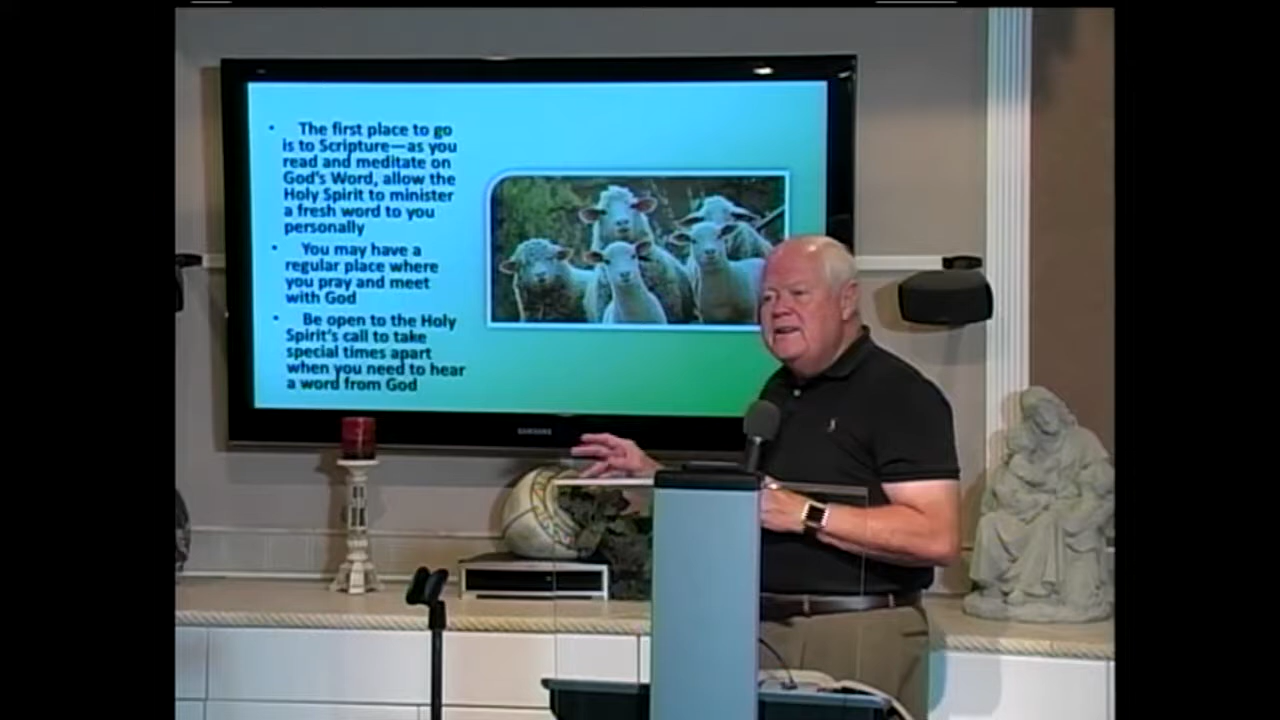 • The first place to go
is to Scripture—as you
read and meditate on
God's Word, allow the
Holy Spirit to minister
a fresh word to you
personally
• You may have a
regular place where
you pray and meet
with God
• Be open to the Holy
Spirit's call to take
special times apart
when you need to hear
a word from God
SAMSUNG